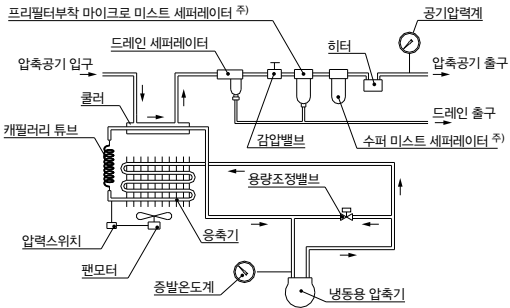 프리필터부착 마이크로 미스트 세퍼레이터 주)
공기압력계
드레인 세퍼레이터
히터
압축공기 입구
압축공기 출구
쿨러
드레인 출구
캐필러리 튜브
감압밸브
수퍼 미스트 세퍼레이터 주)
용량조정밸브
압력스위치
응축기
팬모터
증발온도계
냉동용 압축기